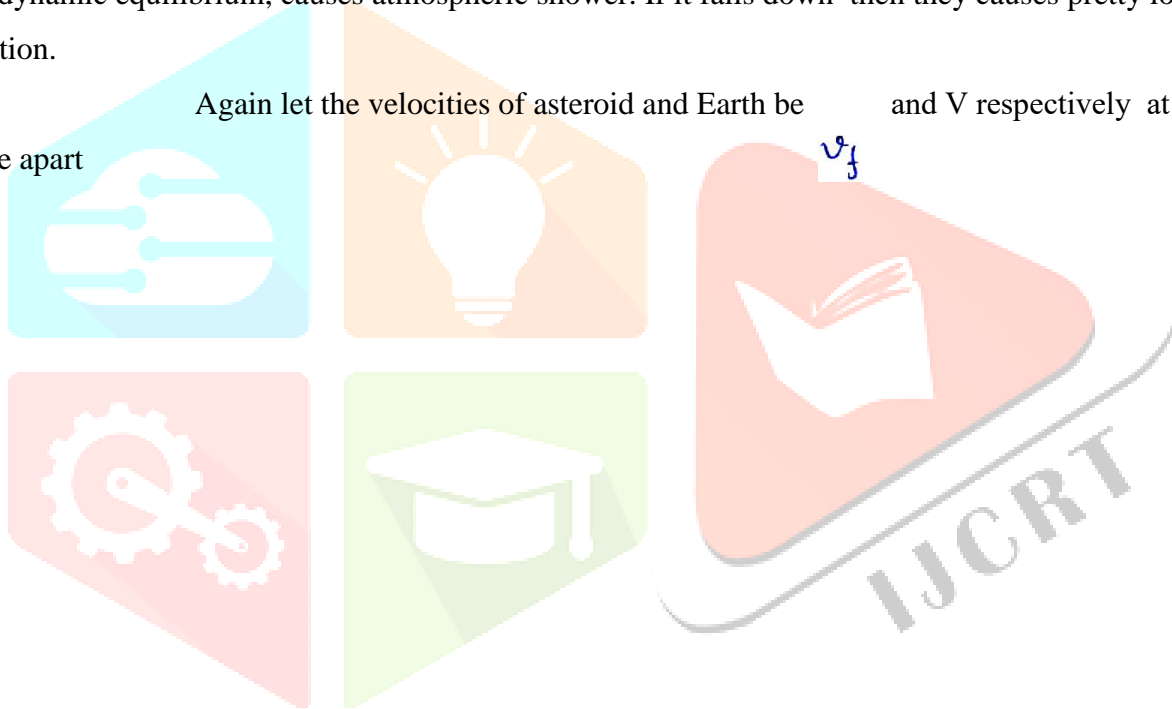 dynamic equilibrium, causes atmospheric shower. If it falls down then they causes pretty
tion.
Again let the velocities of asteroid and Earth be and V respectively at
e apart
v_f
IJCRT